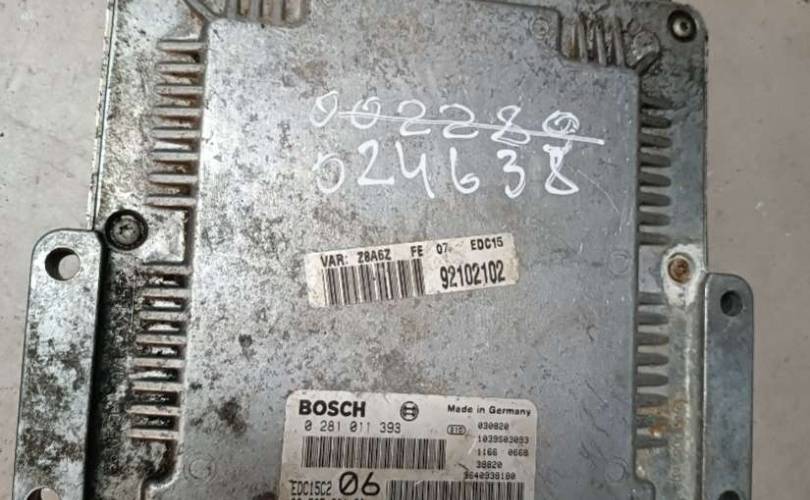 002280
024638
VAR: Z8A6Z FE 07 EDC15
92102102
BOSCH Made in Germany
0 281 011 393 030820
1039S03093
1166 0668
38820
9640938180
EDC15C2 06